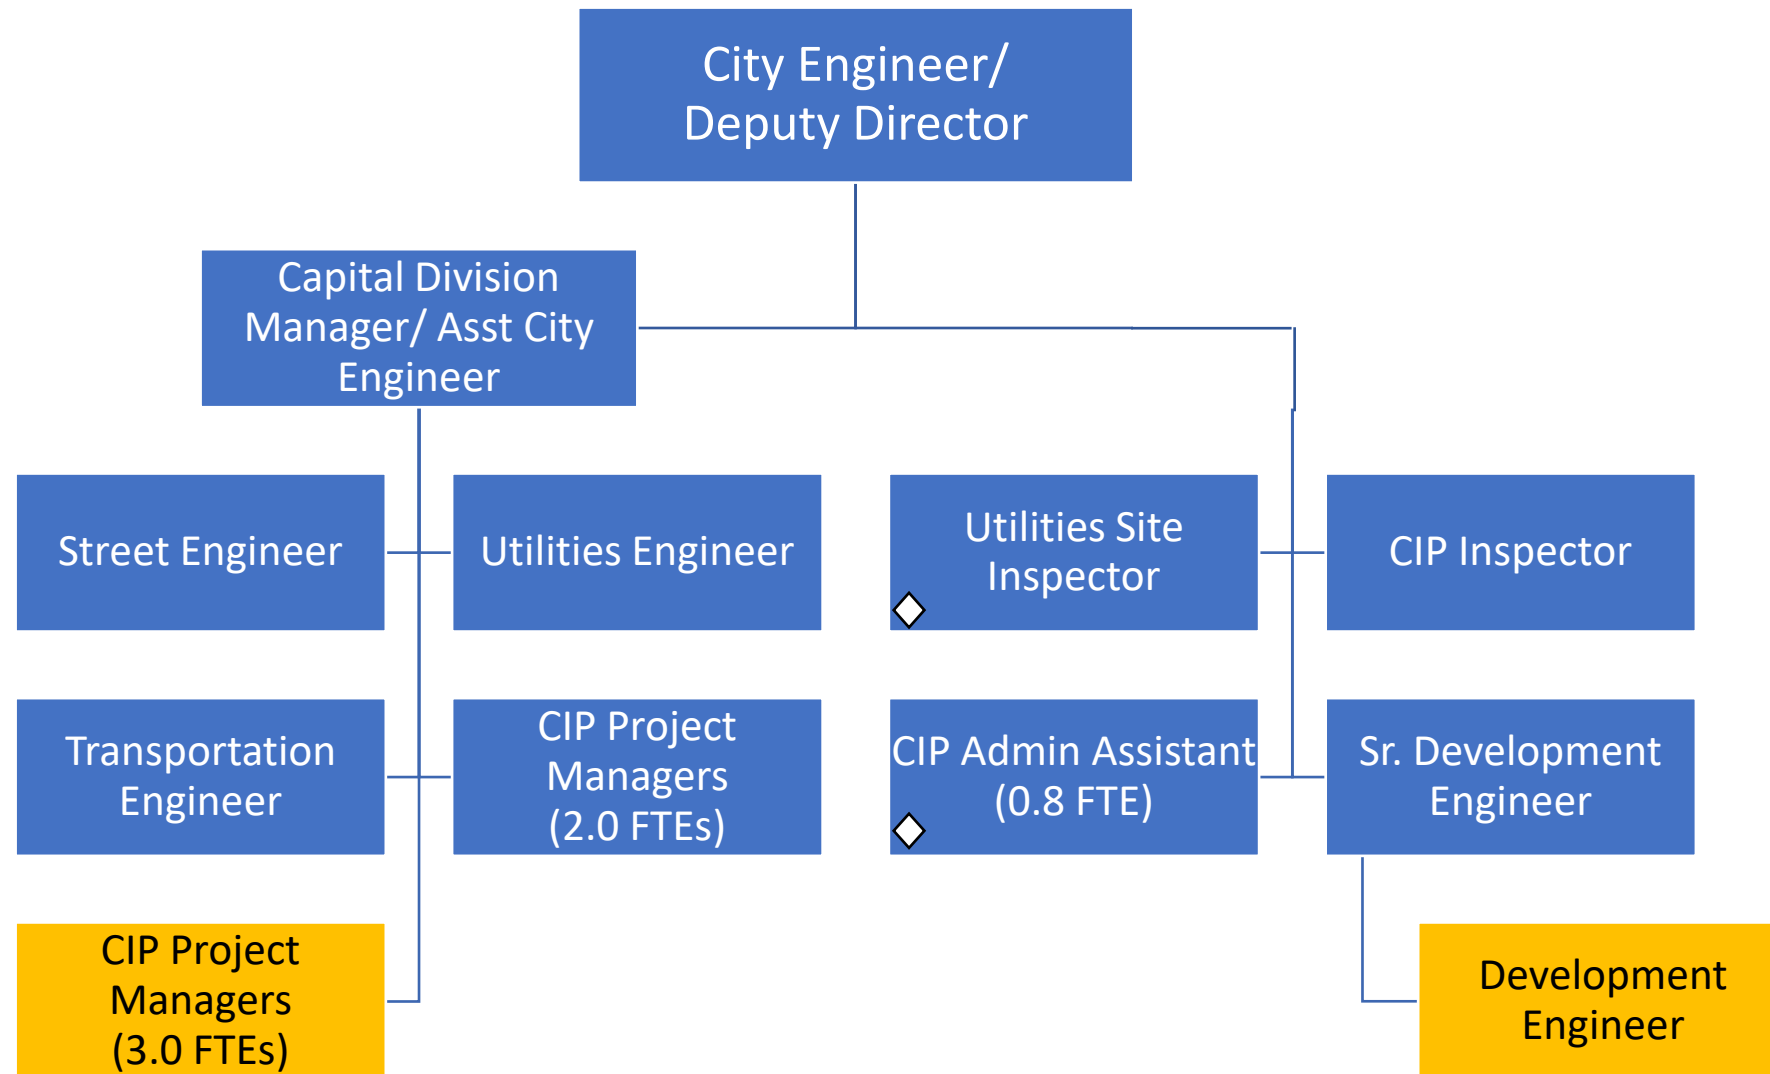 City Engineer/
Deputy Director
Capital Division
Manager/ Asst City
Engineer
Street Engineer
Utilities Engineer
Utilities Site
Inspector
CIP Inspector
Transportation
Engineer
CIP Project
Managers
(2.0 FTEs)
CIP Admin Assistant
(0.8 FTE)
Sr. Development
Engineer
CIP Project
Managers
(3.0 FTEs)
Development
Engineer